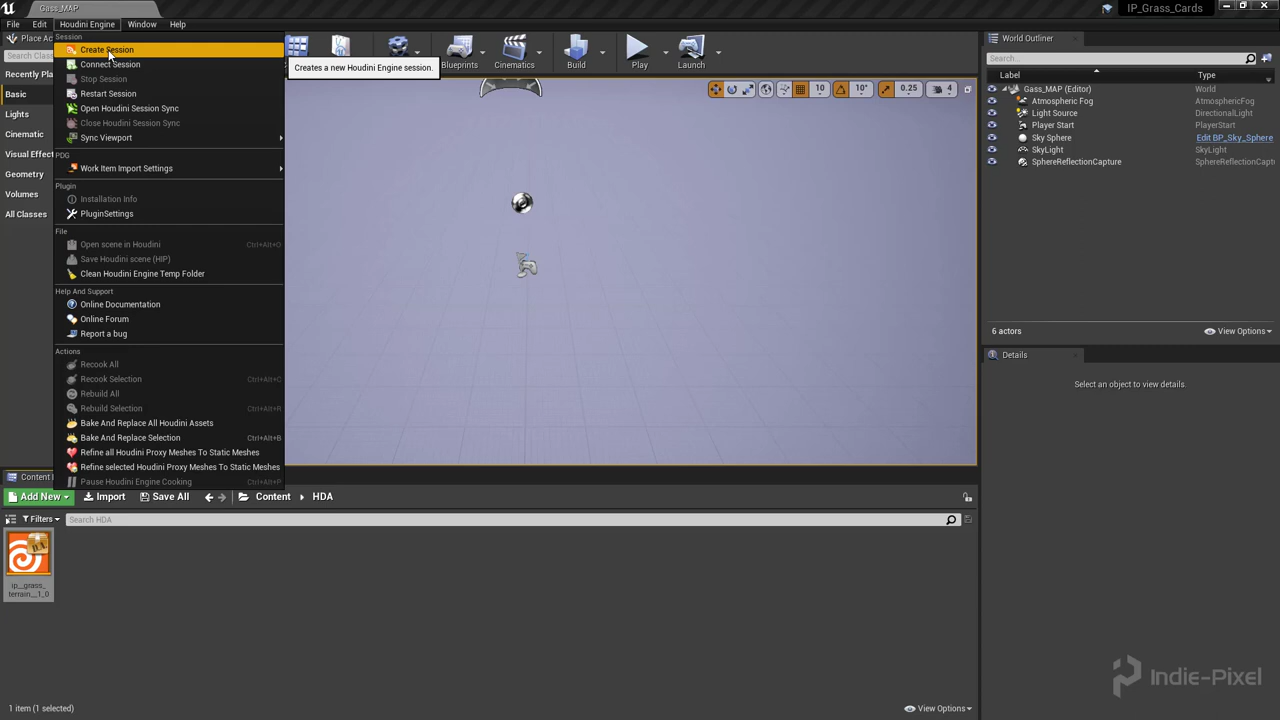 Gass_MAP
IP_Grass_Cards
File Edit Houdini Engine Window Help
Place Ac
Search Class
Recently Pla
Basic
Lights
Cinematic
Visual Effect
Geometry
Volumes
All Classes
Session
Create Session
Connect Session
Stop Session
Restart Session
Open Houdini Session Sync
Close Houdini Session Sync
Sync Viewport
PDG
Work Item Import Settings
Plugin
Installation Info
PluginSettings
File
Open scene in Houdini Ctrl+Alt+O
Save Houdini scene (HIP)
Clean Houdini Engine Temp Folder
Help And Support
Online Documentation
Online Forum
Report a bug
Actions
Recook All
Recook Selection Ctrl+Alt+C
Rebuild All
Rebuild Selection Ctrl+Alt+R
Bake And Replace All Houdini Assets
Bake And Replace Selection Ctrl+Alt+B
Refine all Houdini Proxy Meshes To Static Meshes
Refine selected Houdini Proxy Meshes To Static Meshes
Pause Houdini Engine Cooking Ctrl+Alt+P
Creates a new Houdini Engine session.
Blueprints Cinematics Build Play Launch
10 10° 0.25 4
World Outliner
Search...
Label Type
Gass_MAP (Editor) World
Atmospheric Fog AtmosphericFog
Light Source DirectionalLight
Player Start PlayerStart
Sky Sphere Edit BP_Sky_Sphere
SkyLight SkyLight
SphereReflectionCapture SphereReflectionCapt
6 actors View Options
Details
Select an object to view details.
Content
Add New Import Save All Content HDA
Filters Search HDA
ip__grass_
terrain__1_0
1 item (1 selected) View Options
Indie-Pixel